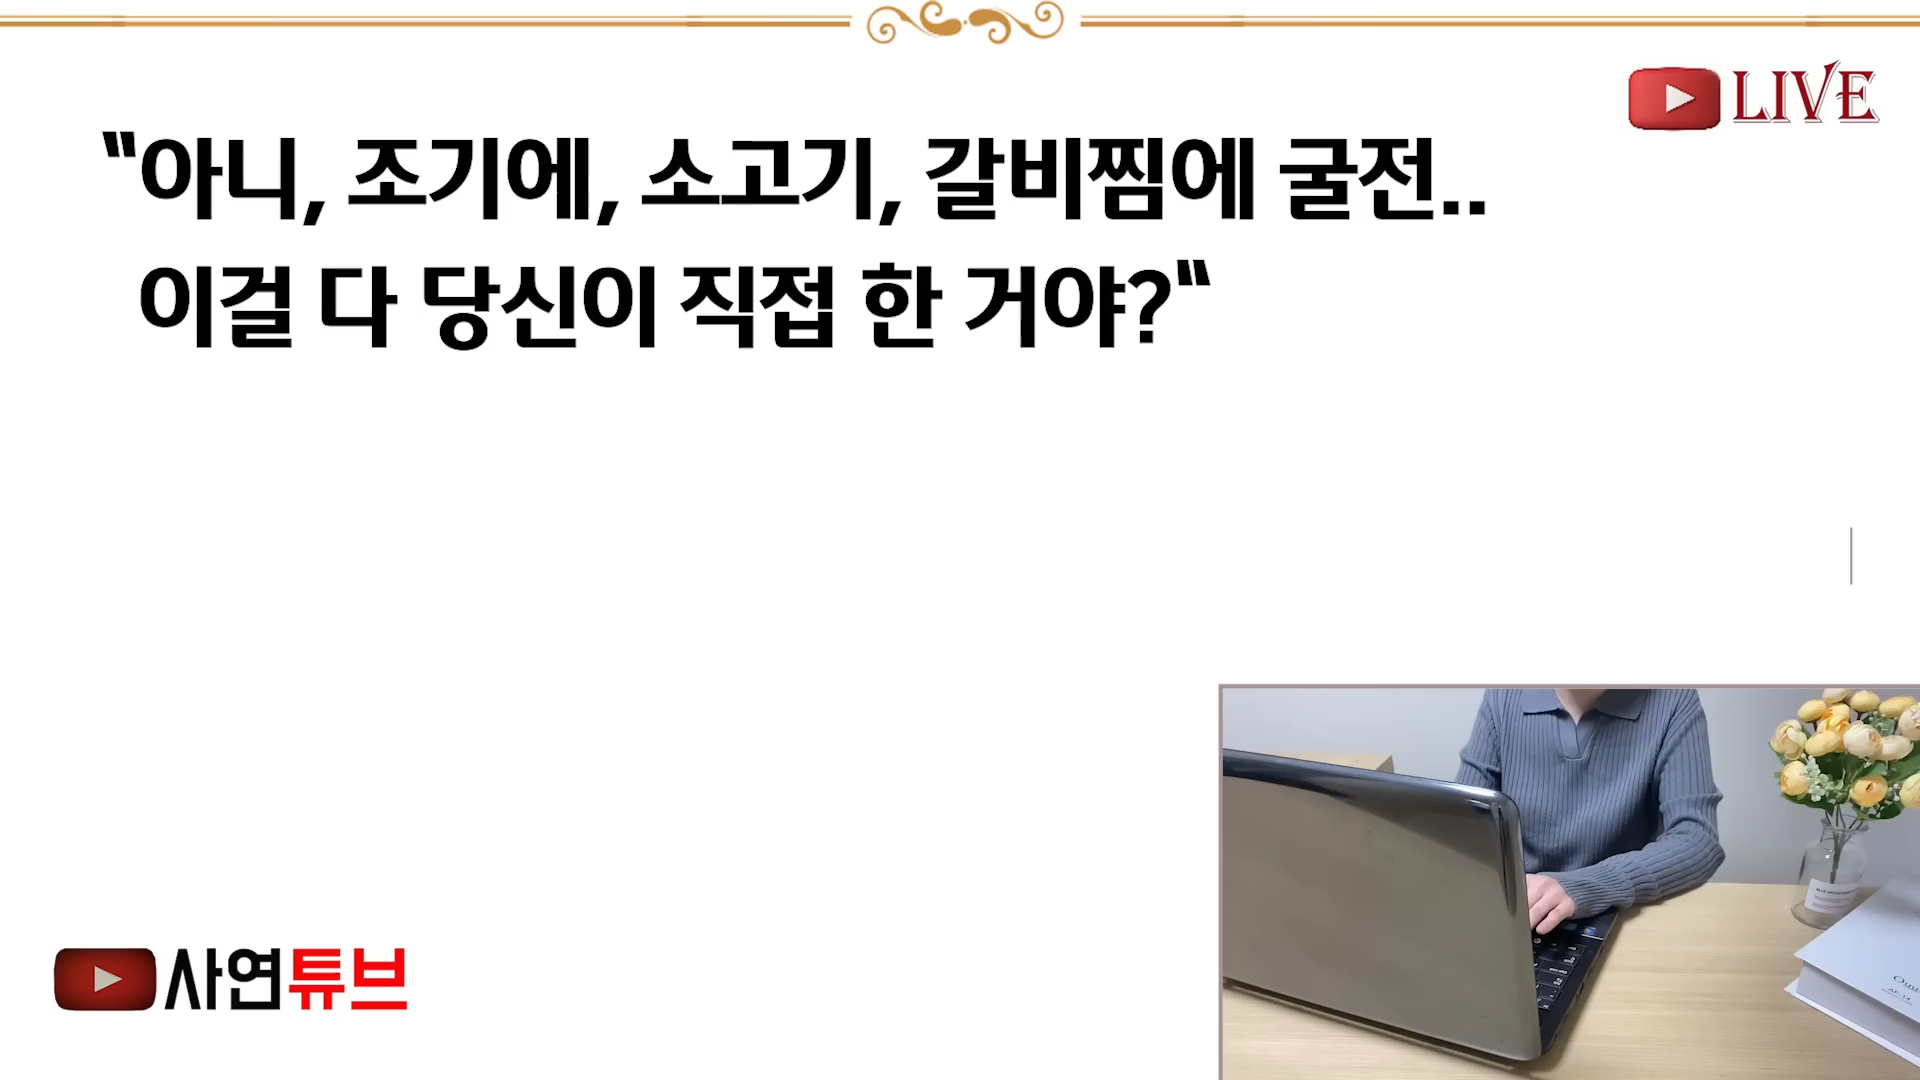 LIVE
“아니, 조기에, 소고기, 갈비찜에 굴전..
이걸 다 당신이 직접 한 거야?“
사연튜브